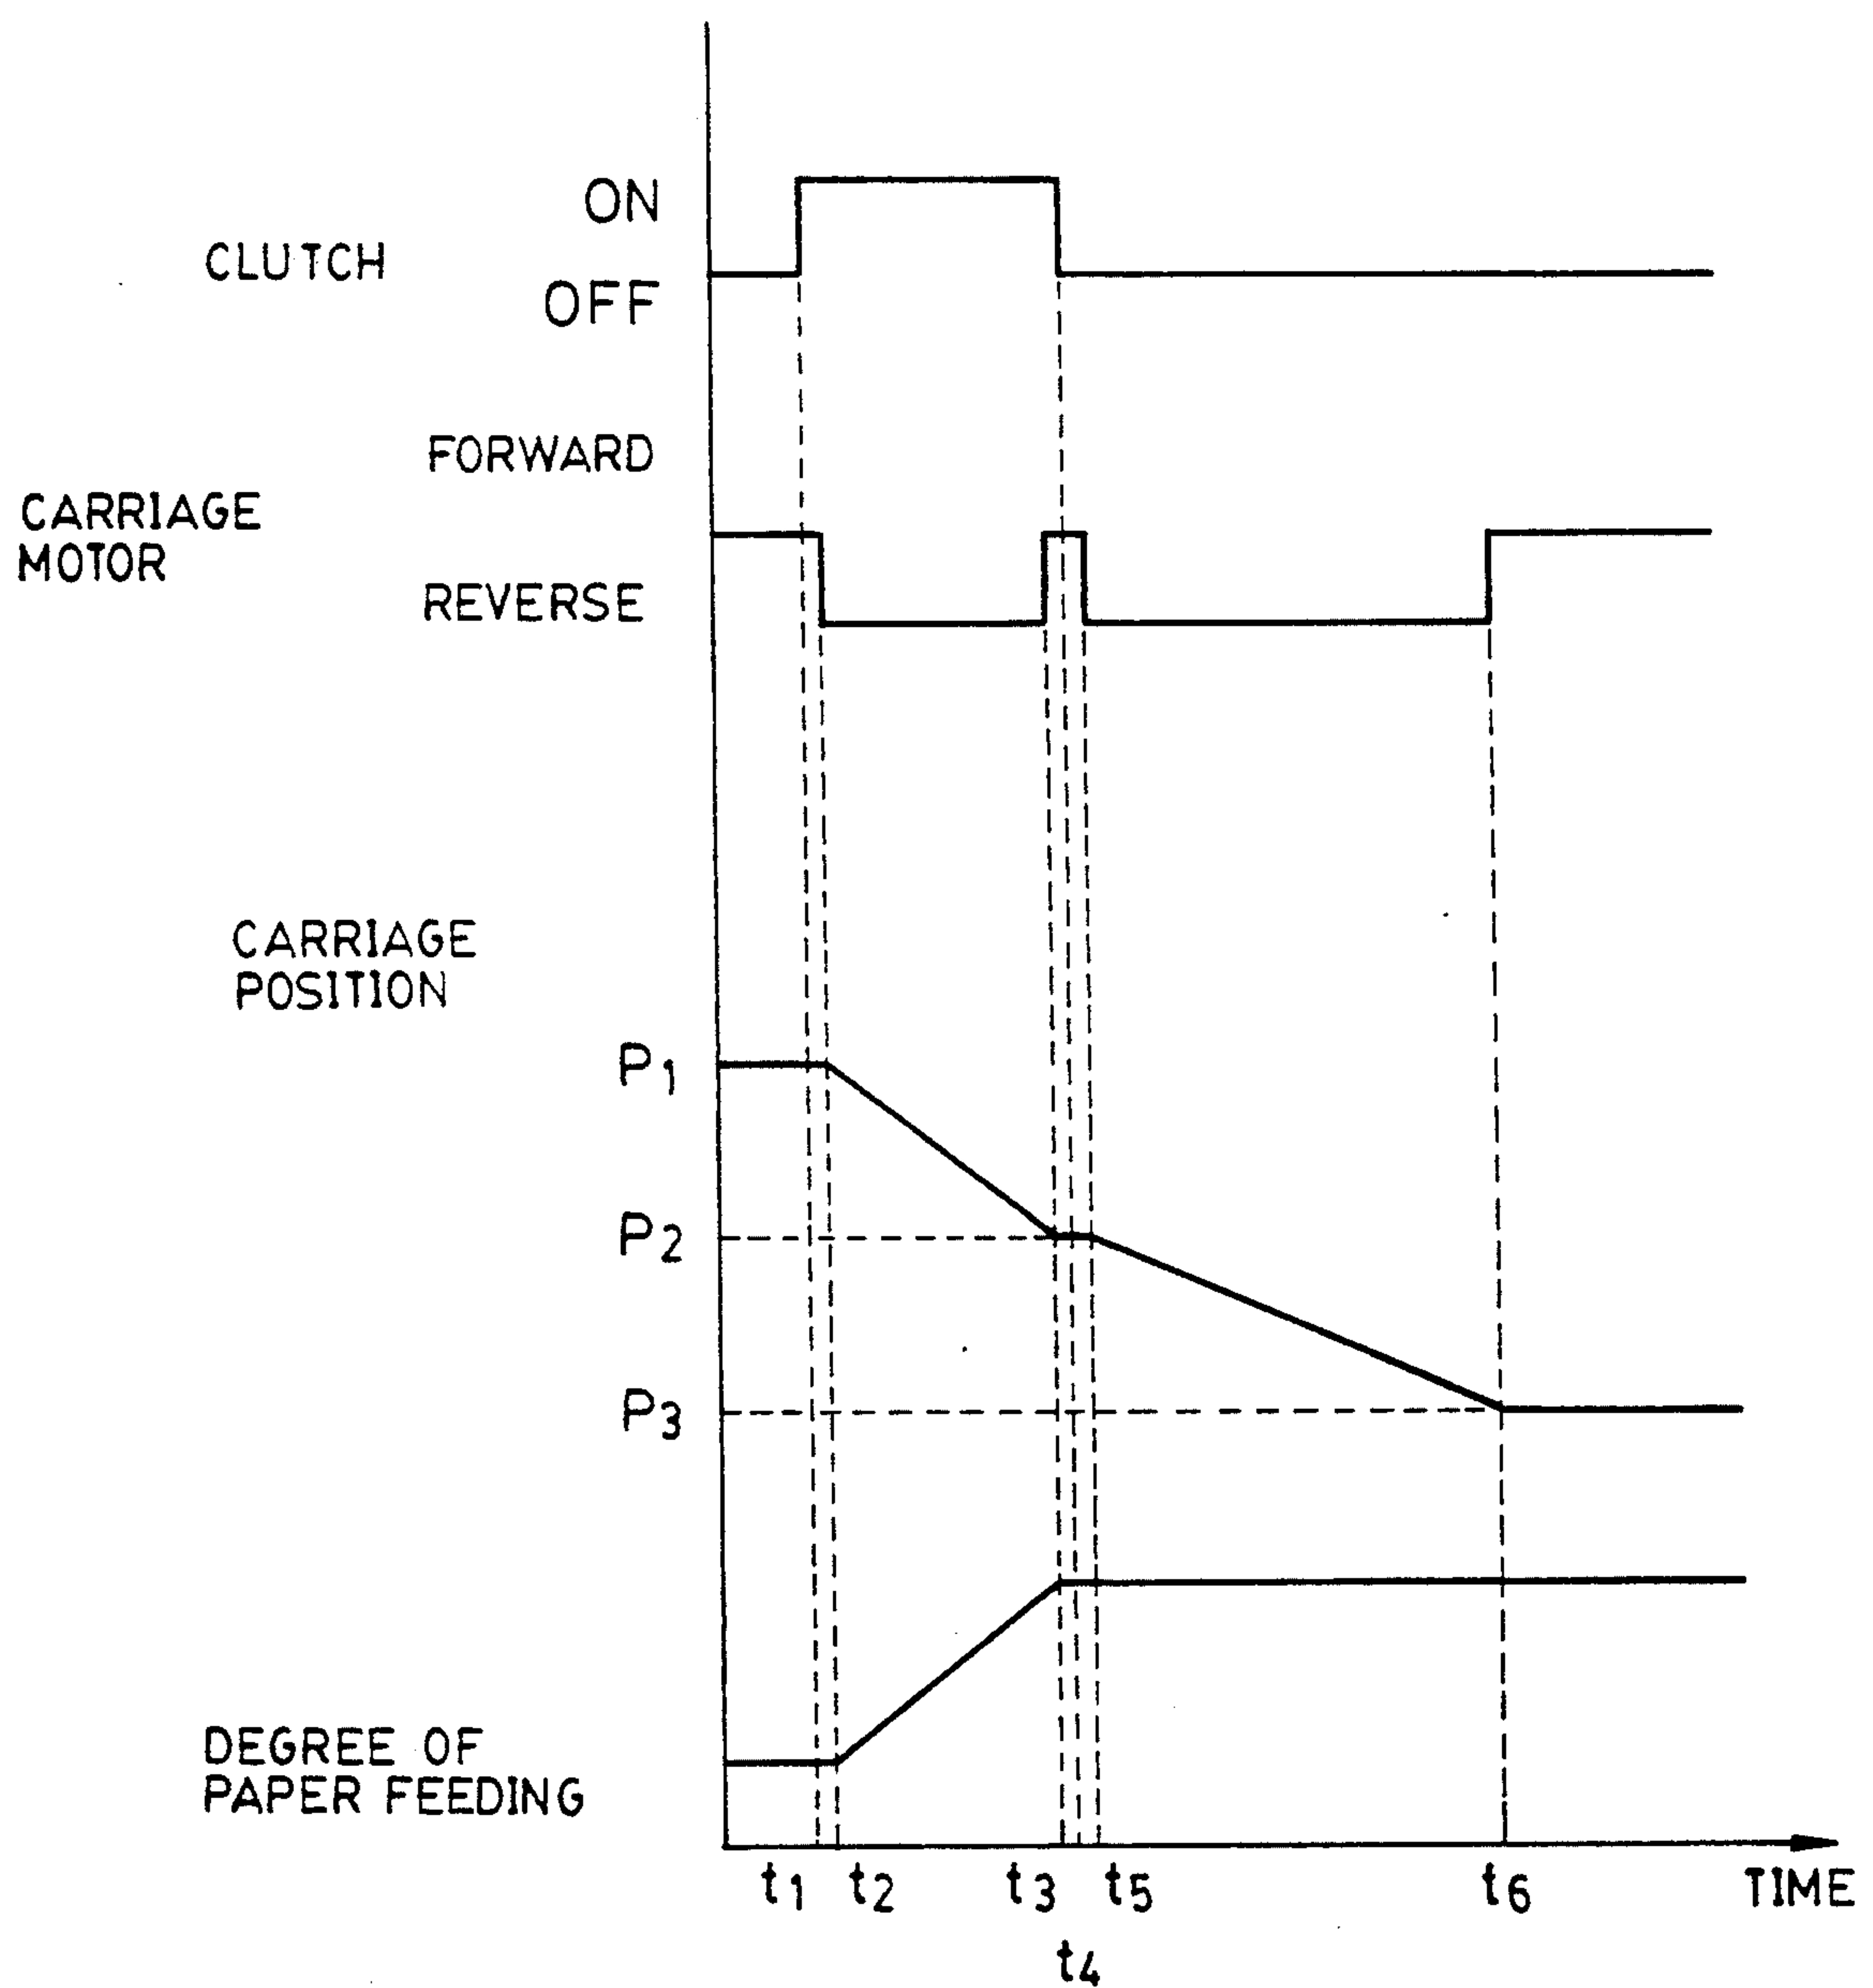 ON
CLUTCH
OFF
FORWARD
CARRIAGE
MOTOR
REVERSE
CARRIAGE
POSITION
P1
P2
P3
DEGREE OF
PAPER FEEDING
t1 t2 t3 t5 t6 TIME
t4